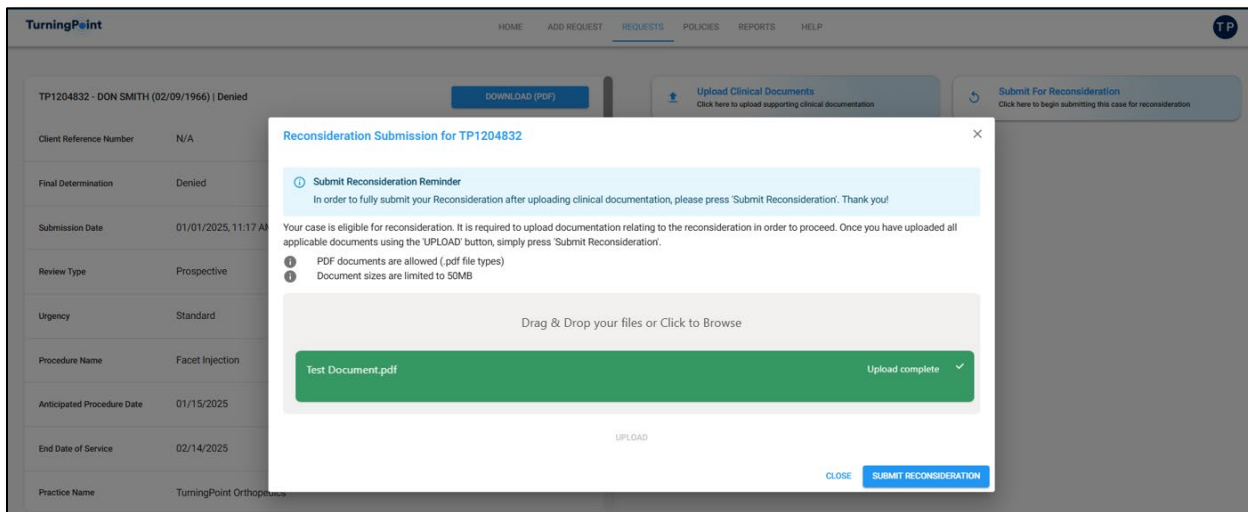 TurningPoint
HOME ADD REQUEST REQUESTS POLICIES REPORTS HELP
TP
TP1204832 - DON SMITH (02/09/1966) | Denied
DOWNLOAD (PDF)
Upload Clinical Documents
Click here to upload supporting clinical documentation
Submit For Reconsideration
Click here to begin submitting this case for reconsideration
Client Reference Number N/A
Final Determination Denied
Submission Date 01/01/2025, 11:17 AM
Review Type Prospective
Urgency Standard
Procedure Name Facet Injection
Anticipated Procedure Date 01/15/2025
End Date of Service 02/14/2025
Practice Name TurningPoint Orthopedics
Reconsideration Submission for TP1204832
Submit Reconsideration Reminder
In order to fully submit your Reconsideration after uploading clinical documentation, please press 'Submit Reconsideration'. Thank you!
Your case is eligible for reconsideration. It is required to upload documentation relating to the reconsideration in order to proceed. Once you have uploaded all
applicable documents using the 'UPLOAD' button, simply press 'Submit Reconsideration'.
PDF documents are allowed (.pdf file types)
Document sizes are limited to 50MB
Drag & Drop your files or Click to Browse
Test Document.pdf Upload complete
UPLOAD
CLOSE SUBMIT RECONSIDERATION